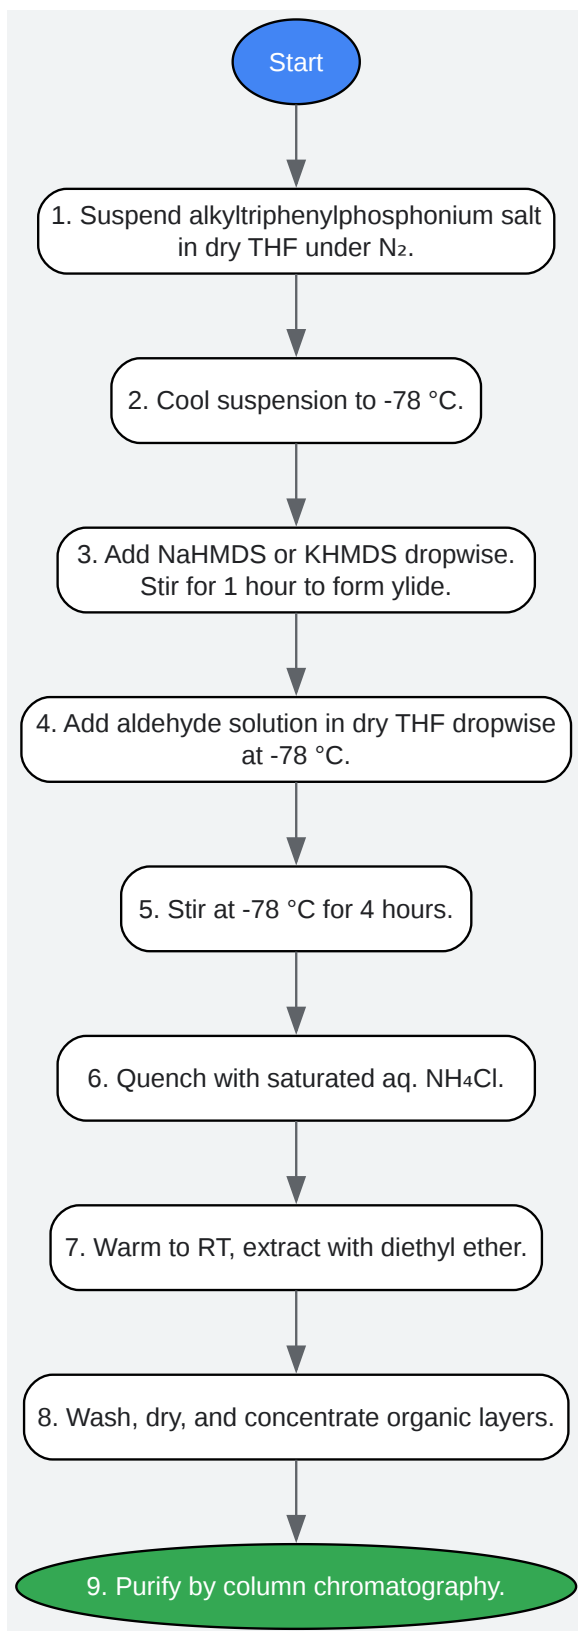 Start
1. Suspend alkyltriphenylphosphonium salt
in dry THF under N₂.
2. Cool suspension to -78 °C.
3. Add NaHMDS or KHMDS dropwise.
Stir for 1 hour to form ylide.
4. Add aldehyde solution in dry THF dropwise
at -78 °C.
5. Stir at -78 °C for 4 hours.
6. Quench with saturated aq. NH₄Cl.
7. Warm to RT, extract with diethyl ether.
8. Wash, dry, and concentrate organic layers.
9. Purify by column chromatography.